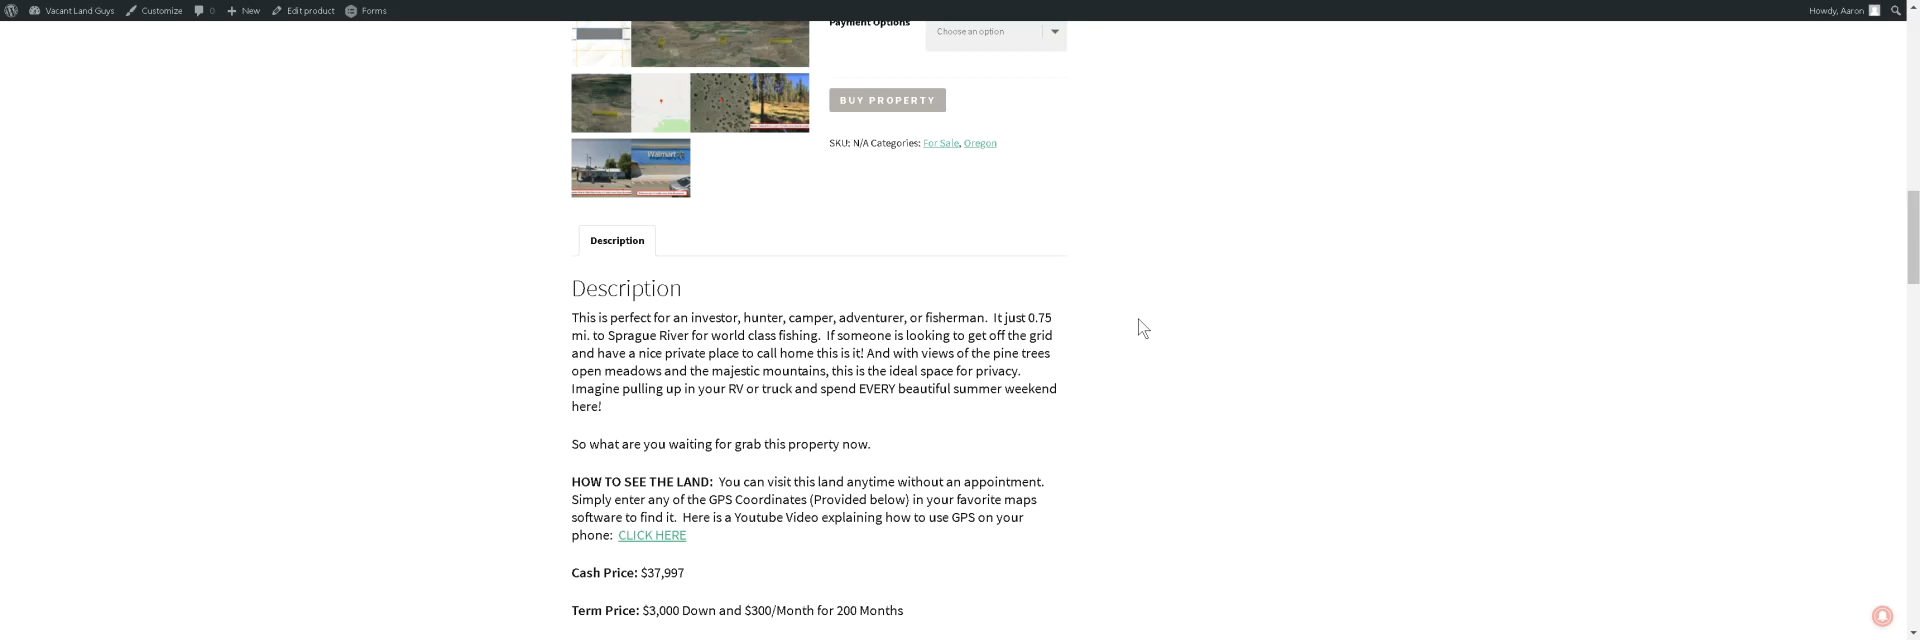 Vacant Land Guys Customize 0 New Edit product Forms Howdy, Aaron
Payment Options Choose an option
BUY PROPERTY
SKU: N/A Categories: For Sale, Oregon
Walmart
Description
Description
This is perfect for an investor, hunter, camper, adventurer, or fisherman. It just 0.75
mi. to Sprague River for world class fishing. If someone is looking to get off the grid
and have a nice private place to call home this is it! And with views of the pine trees
open meadows and the majestic mountains, this is the ideal space for privacy.
Imagine pulling up in your RV or truck and spend EVERY beautiful summer weekend
here!
So what are you waiting for grab this property now.
HOW TO SEE THE LAND: You can visit this land anytime without an appointment.
Simply enter any of the GPS Coordinates (Provided below) in your favorite maps
software to find it. Here is a Youtube Video explaining how to use GPS on your
phone: CLICK HERE
Cash Price: $37,997
Term Price: $3,000 Down and $300/Month for 200 Months